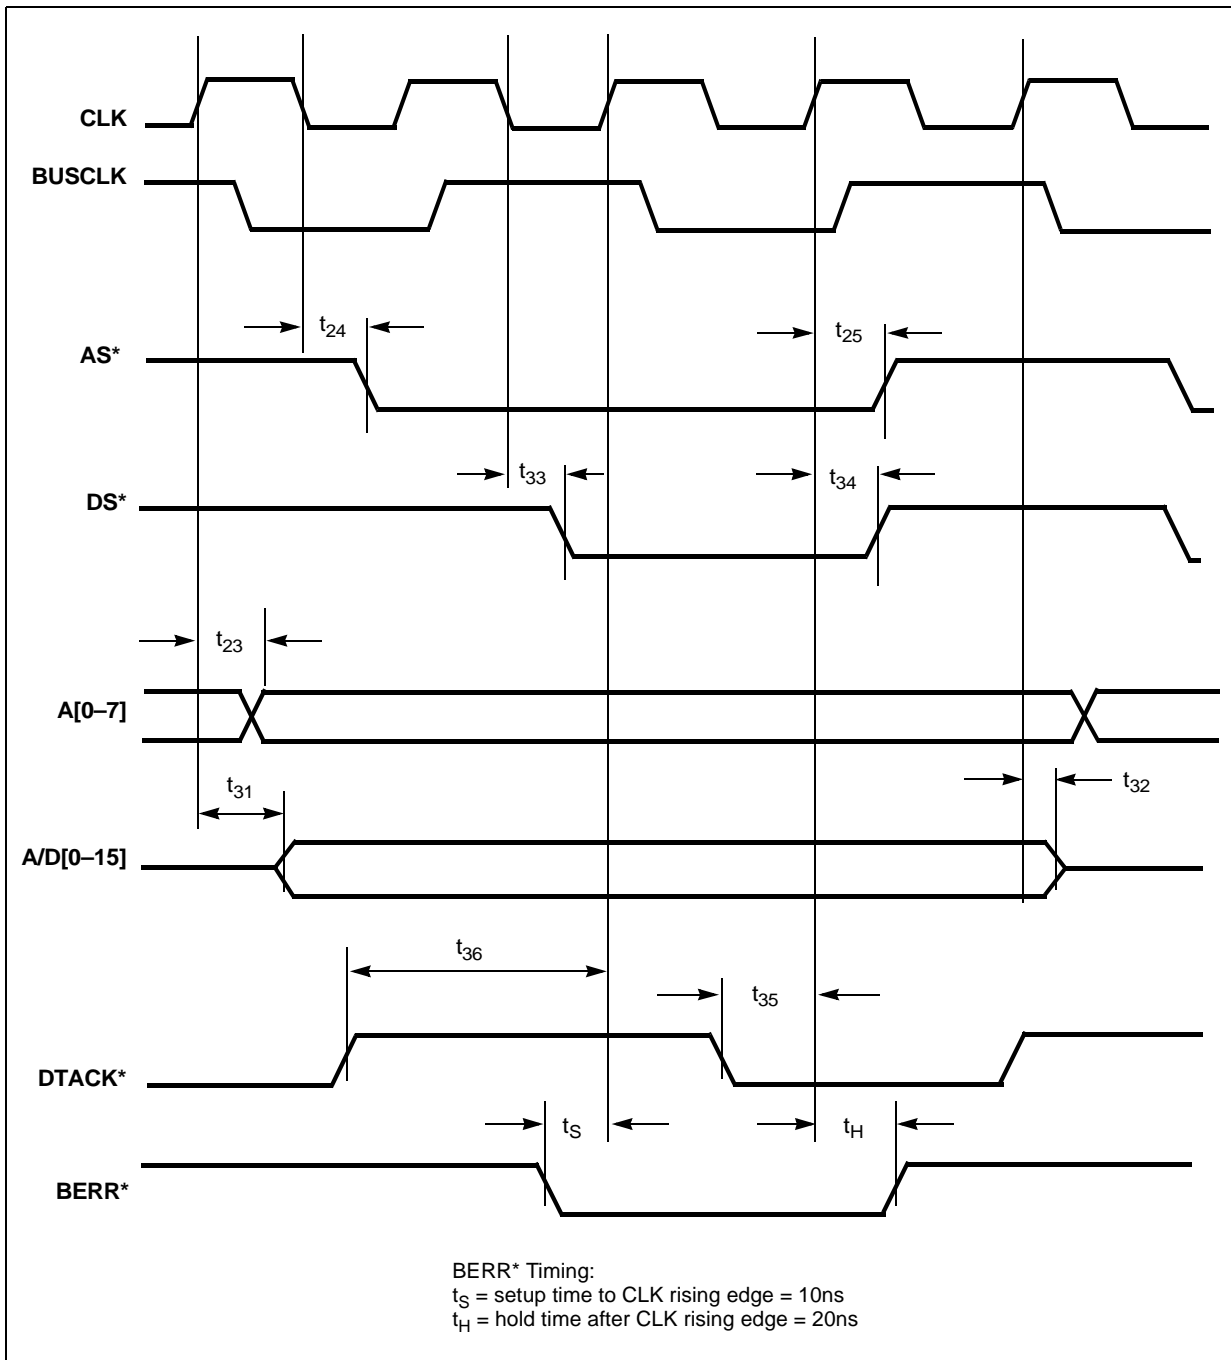 CLK
BUSCLK
t24
t25
AS*
t33
t34
DS*
t23
A[0–7]
t31
t32
A/D[0–15]
t36
t35
DTACK*
tS
tH
BERR*
BERR* Timing:
tS = setup time to CLK rising edge = 10ns
tH = hold time after CLK rising edge = 20ns